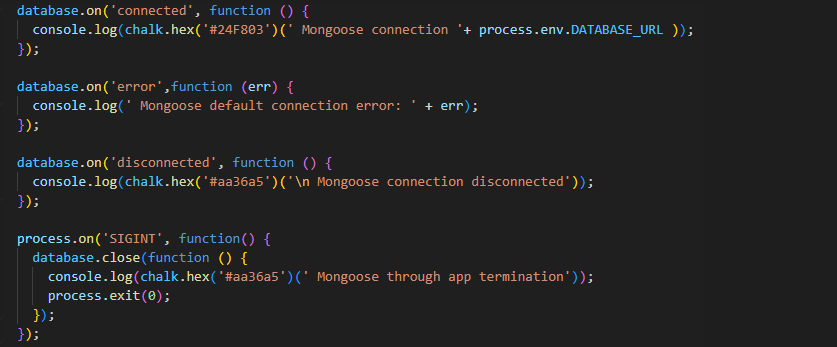 database.on('connected', function () {
  console.log(chalk.hex('#24F803')(' Mongoose connection '+ process.env.DATABASE_URL ));
});

database.on('error',function (err) {
  console.log(' Mongoose default connection error: ' + err);
});

database.on('disconnected', function () {
  console.log(chalk.hex('#aa36a5')('\n Mongoose connection disconnected'));
});

process.on('SIGINT', function() {
  database.close(function () {
    console.log(chalk.hex('#aa36a5')(' Mongoose through app termination'));
    process.exit(0);
  });
});